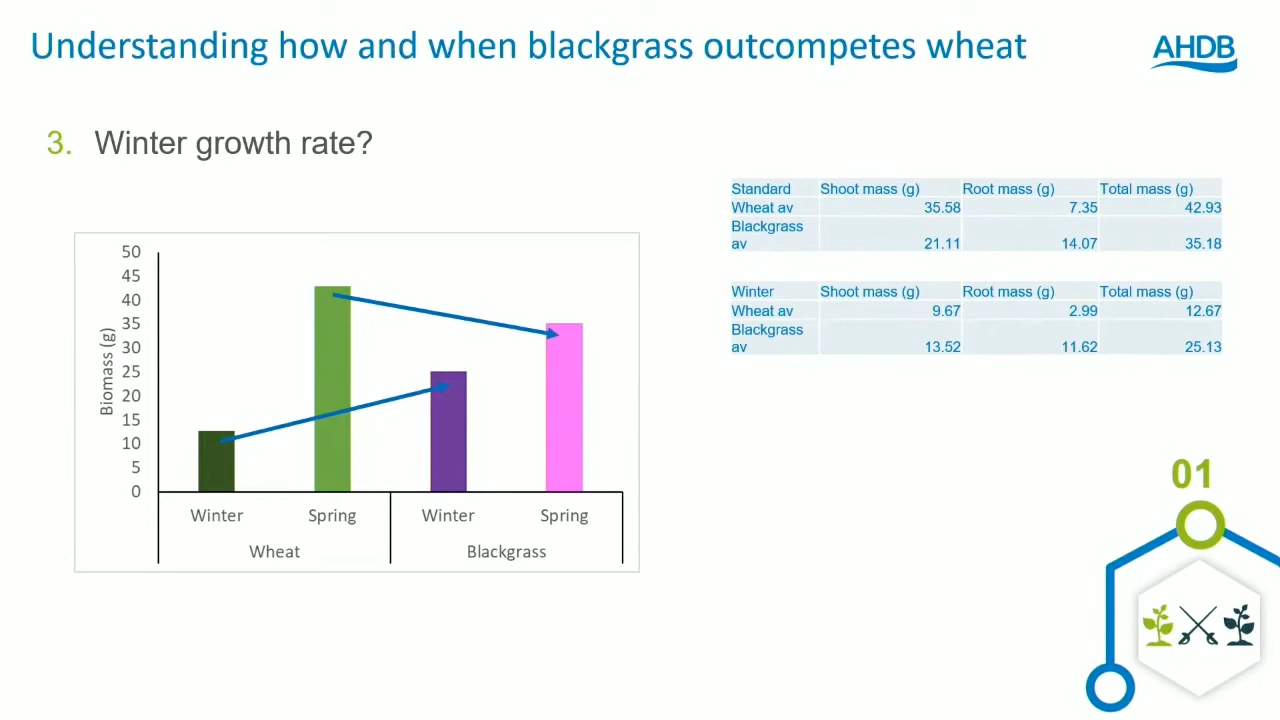 Understanding how and when blackgrass outcompetes wheat
AHDB
3. Winter growth rate?
Standard Shoot mass (g) Root mass (g) Total mass (g)
Wheat av 35.58 7.35 42.93
Blackgrass
av 21.11 14.07 35.18
Winter Shoot mass (g) Root mass (g) Total mass (g)
Wheat av 9.67 2.99 12.67
Blackgrass
av 13.52 11.62 25.13
Biomass (g)
50
45
40
35
30
25
20
15
10
5
0
Winter Spring Winter Spring
Wheat Blackgrass
01